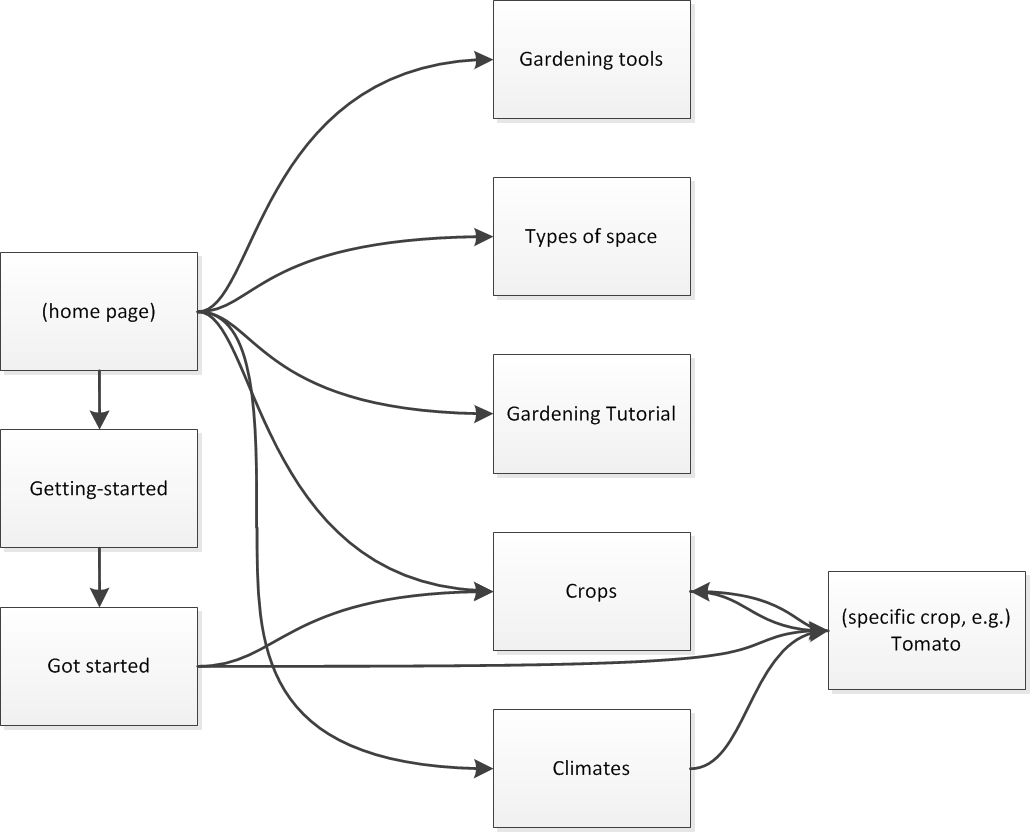 Gardening tools
Types of space
(home page)
Gardening Tutorial
Getting-started
Crops
(specific crop, e.g.)
Tomato
Got started
Climates